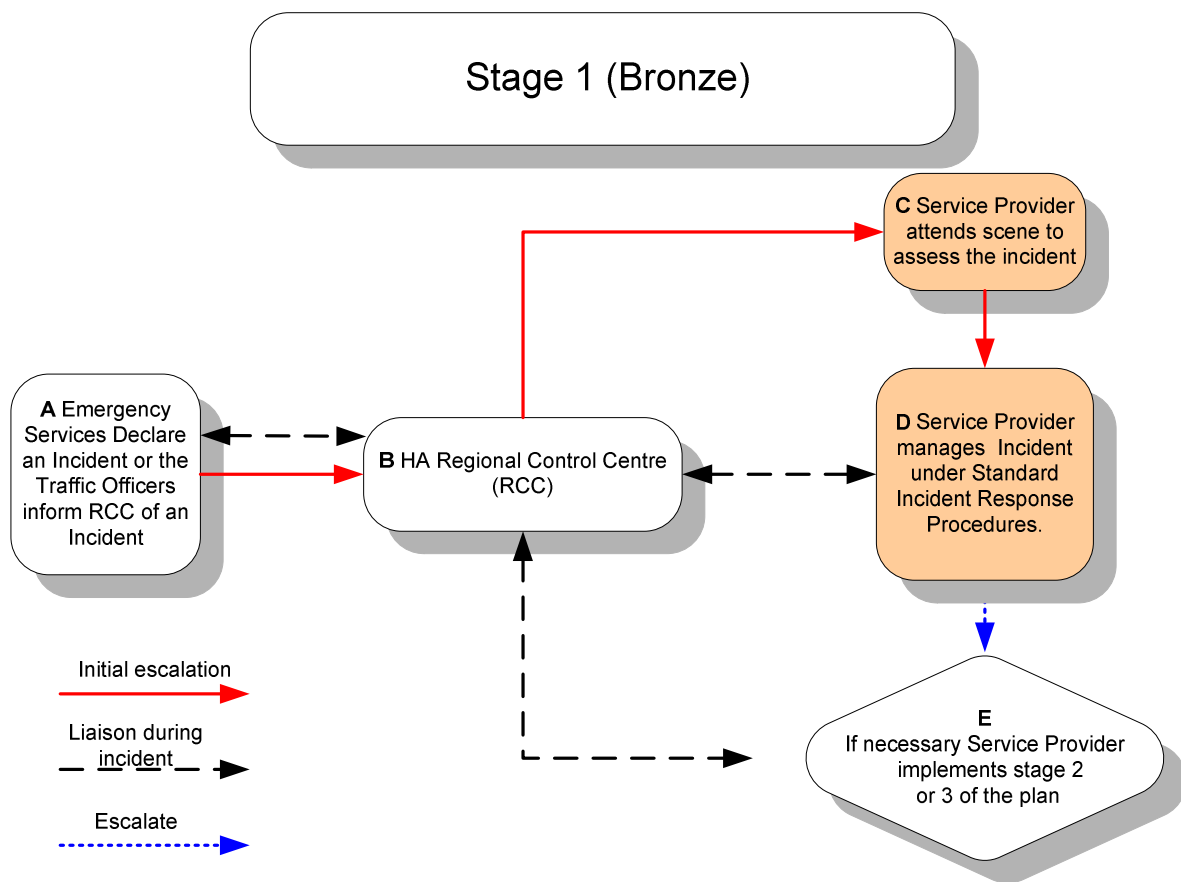 Stage 1 (Bronze)
C Service Provider
attends scene to
assess the incident
A Emergency
Services Declare
an Incident or the
Traffic Officers
inform RCC of an
Incident
B HA Regional Control Centre
(RCC)
D Service Provider
manages Incident
under Standard
Incident Response
Procedures.
Initial escalation
Liaison during
incident
Escalate
E
If necessary Service Provider
implements stage 2
or 3 of the plan